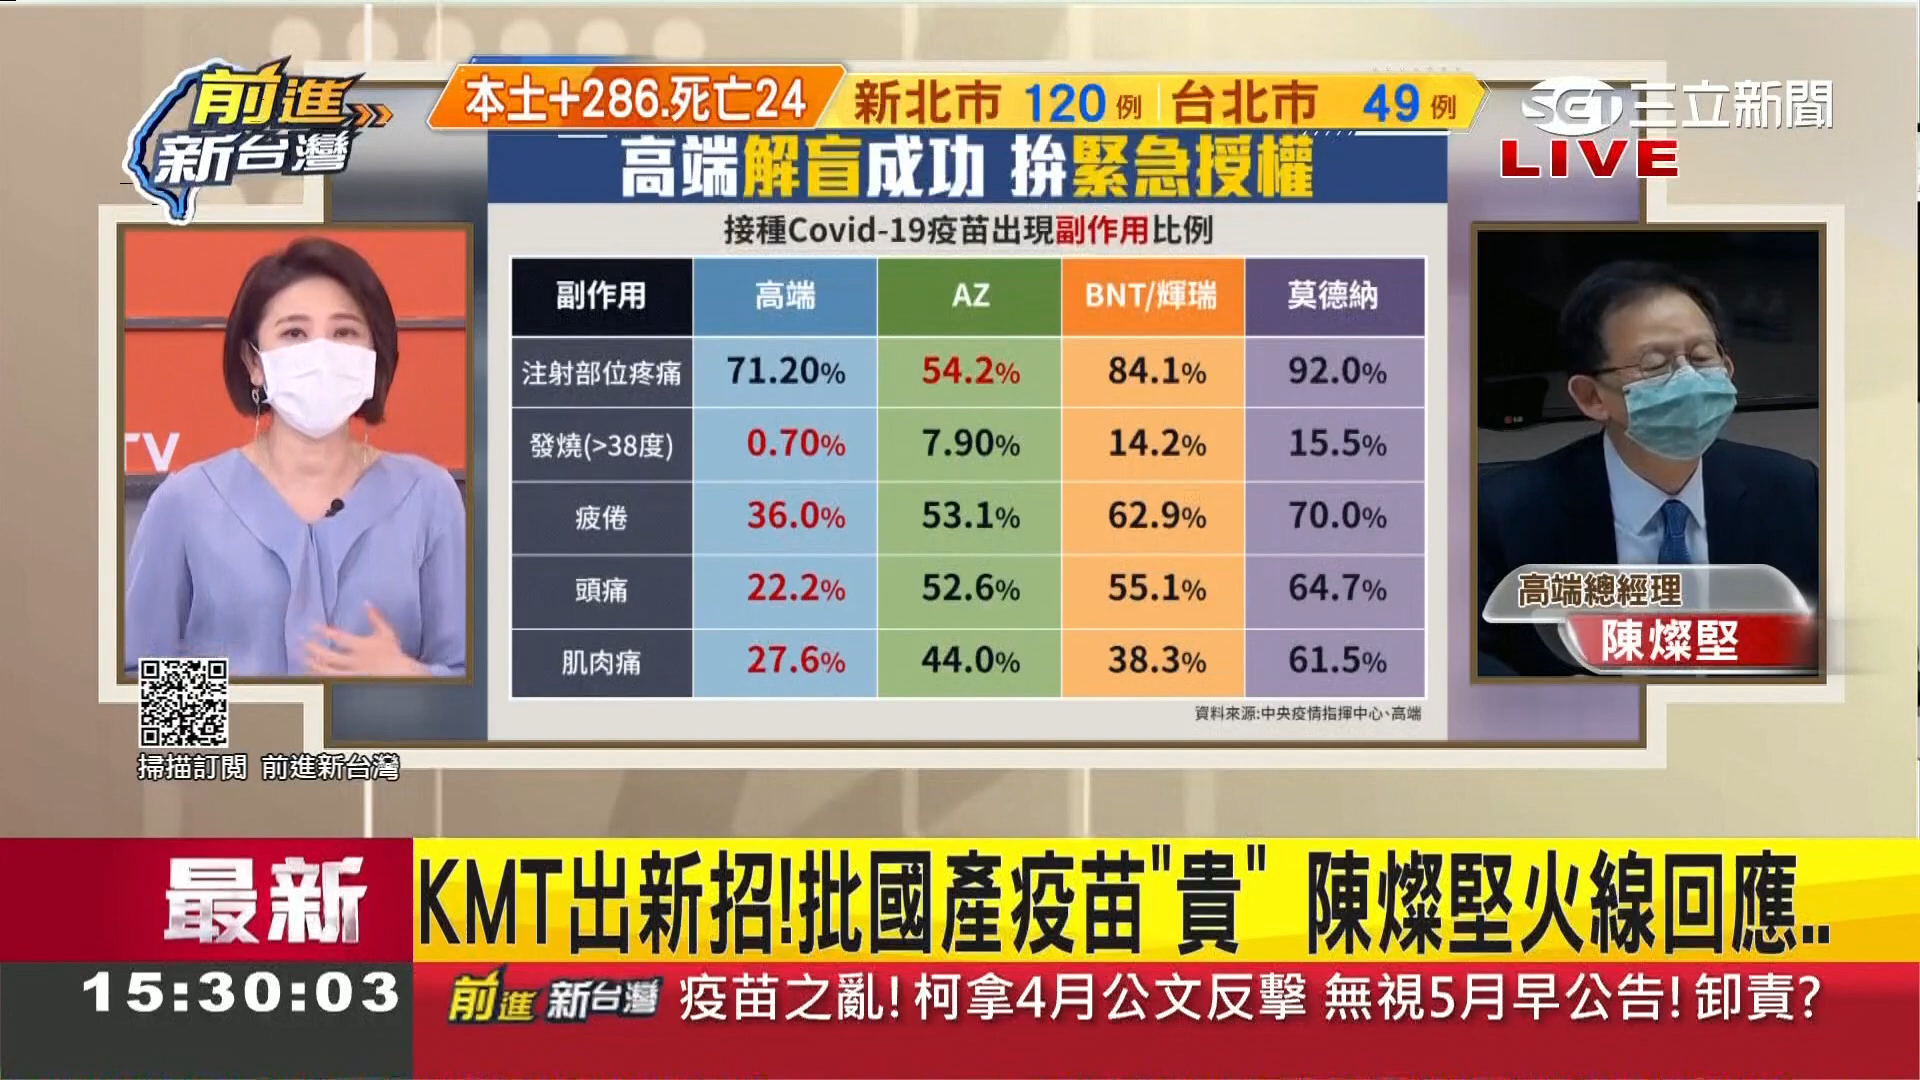 前進
新台灣
本土+286.死亡24
新北市 120例 台北市 49例
SET三立新聞
LIVE
高端解盲成功 拚緊急授權
接種Covid-19疫苗出現副作用比例
副作用 高端 AZ BNT/輝瑞 莫德納
注射部位疼痛 71.20% 54.2% 84.1% 92.0%
發燒(>38度) 0.70% 7.90% 14.2% 15.5%
疲倦 36.0% 53.1% 62.9% 70.0%
頭痛 22.2% 52.6% 55.1% 64.7%
肌肉痛 27.6% 44.0% 38.3% 61.5%
資料來源:中央疫情指揮中心、高端
TV
高端總經理
陳燦堅
掃描訂閱 前進新台灣
最新
KMT出新招!批國產疫苗"貴" 陳燦堅火線回應..
15:30:03
前進新台灣 疫苗之亂!柯拿4月公文反擊 無視5月早公告!卸責?